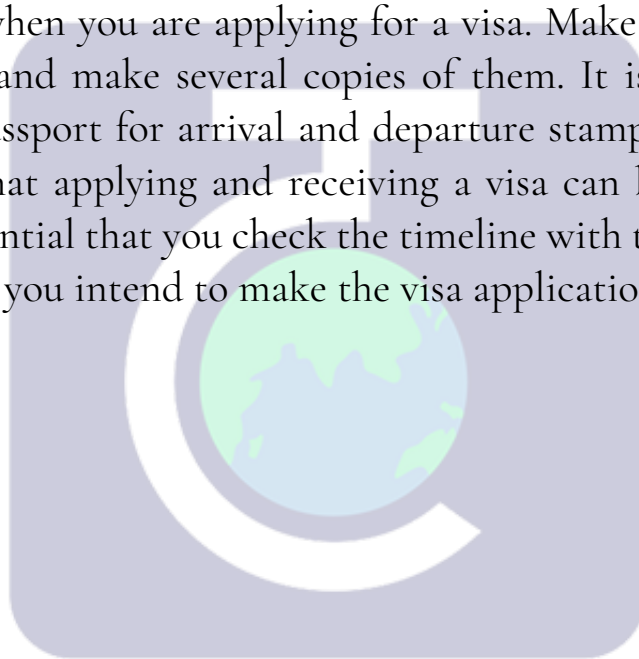 when you are applying for a visa. Make
and make several copies of them. It is
ssport for arrival and departure stamp
hat applying and receiving a visa can
ntial that you check the timeline with t
you intend to make the visa applicatio